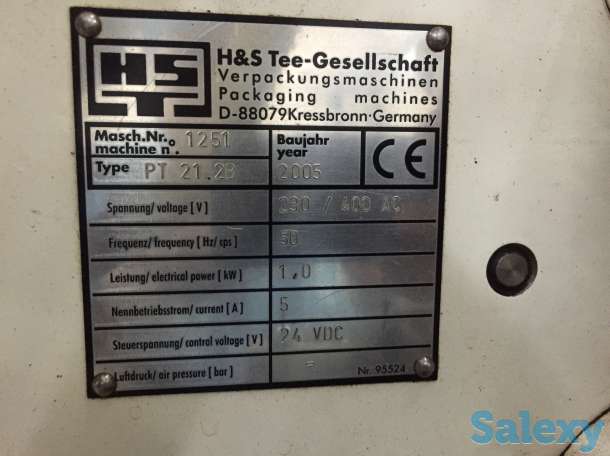 HS
H&S Tee-Gesellschaft
Verpackungsmaschinen
Packaging machines
D-88079Kressbronn·Germany
Masch.Nr. 1251
machine n°.
Baujahr 2005
year
CE
Type PT 21.2B
Spannung/ voltage [ V ] 230 / 400 AC
Frequenz/ frequency [ Hz/ cps ] 50
Leistung/ electrical power [ kW ] 1.0
Nennbetriebsstrom/ current [ A ] 5
Steuerspannung/ control voltage [ V ] 24 VDC
Luftdruck/ air pressure [ bar ] -
Nr. 95524
Salexy